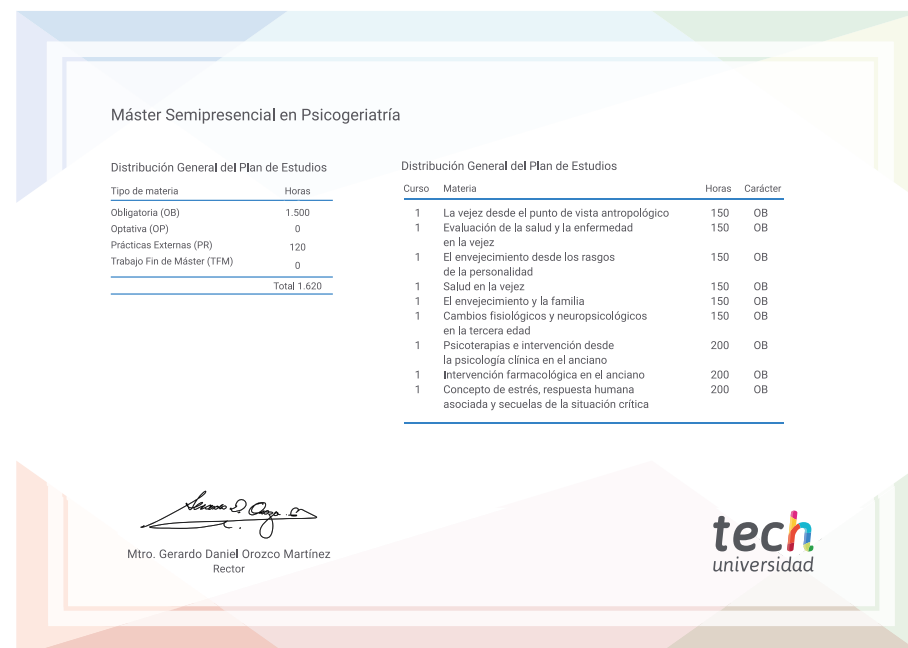 Máster Semipresencial en Psicogeriatría
Distribución General del Plan de Estudios
Tipo de materia Horas
Obligatoria (OB) 1.500
Optativa (OP) 0
Prácticas Externas (PR) 120
Trabajo Fin de Máster (TFM) 0
Total 1.620
Distribución General del Plan de Estudios
Curso Materia Horas Carácter
1 La vejez desde el punto de vista antropológico 150 OB
1 Evaluación de la salud y la enfermedad 150 OB
en la vejez
1 El envejecimiento desde los rasgos 150 OB
de la personalidad
1 Salud en la vejez 150 OB
1 El envejecimiento y la familia 150 OB
1 Cambios fisiológicos y neuropsicológicos 150 OB
en la tercera edad
1 Psicoterapias e intervención desde 200 OB
la psicología clínica en el anciano
1 Intervención farmacológica en el anciano 200 OB
1 Concepto de estrés, respuesta humana 200 OB
asociada y secuelas de la situación crítica
Mtro. Gerardo Daniel Orozco Martínez
Rector
tech
universidad